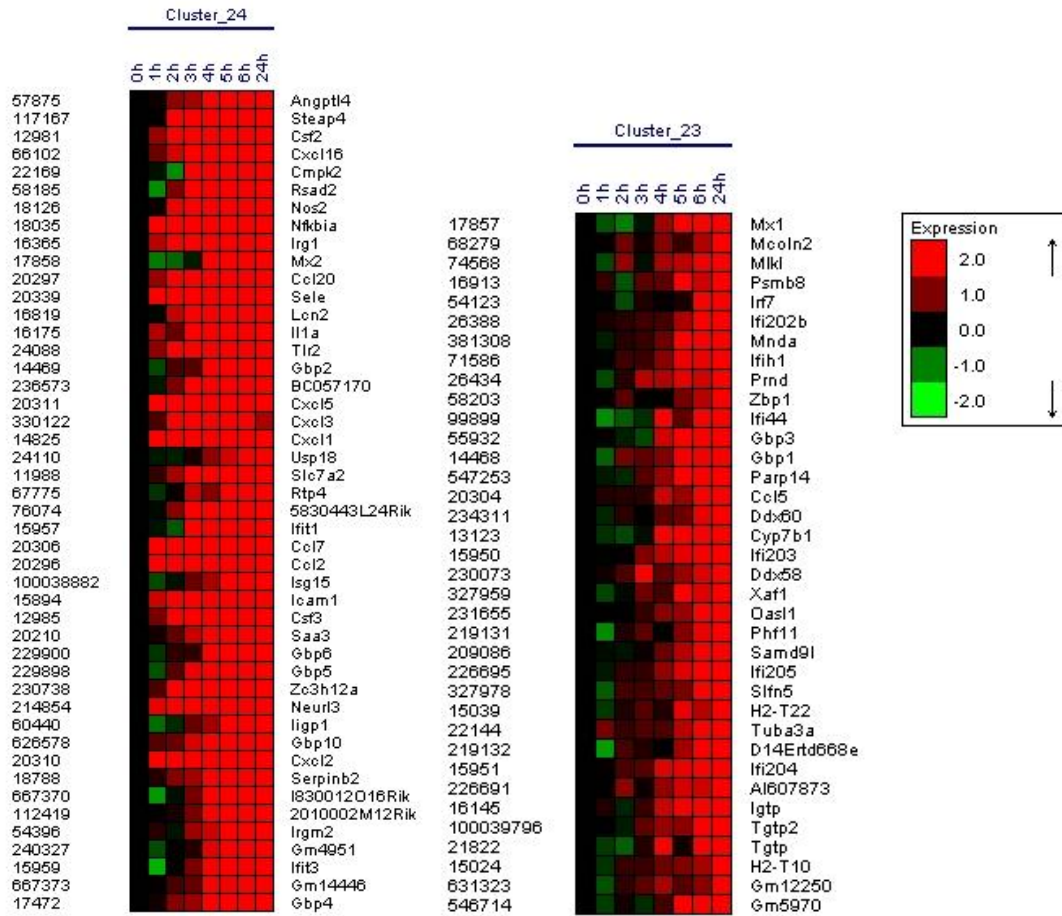 Cluster_24
0h 1h 2h 3h 4h 5h 6h 24h
57875 Angptl4
117167 Steap4
12981 Csf2
66102 Cxcl16
22169 Cmpk2
58185 Rsad2
18126 Nos2
18035 Nfkbia
16365 Irg1
17858 Mx2
20297 Ccl20
20339 Sele
16819 Lcn2
16175 Il1a
24088 Tlr2
14469 Gbp2
236573 BC057170
20311 Cxcl5
330122 Cxcl3
14825 Cxcl1
24110 Usp18
11988 Slc7a2
67775 Rtp4
76074 5830443L24Rik
15957 Ifit1
20306 Ccl7
20296 Ccl2
100038882 Isg15
15894 Icam1
12985 Csf3
20210 Saa3
229900 Gbp6
229898 Gbp5
230738 Zc3h12a
214854 Neurl3
60440 Iigp1
626578 Gbp10
20310 Cxcl2
18788 Serpinb2
667370 I830012O16Rik
112419 2010002M12Rik
54396 Irgm2
240327 Gm4951
15959 Ifit3
667373 Gm14446
17472 Gbp4
Cluster_23
0h 1h 2h 3h 4h 5h 6h 24h
17857 Mx1
68279 Mcoln2
74568 Mlkl
16913 Psmb8
54123 Irf7
26388 Ifi202b
381308 Mnda
71586 Ifih1
26434 Prnd
58203 Zbp1
99899 Ifi44
55932 Gbp3
14468 Gbp1
547253 Parp14
20304 Ccl5
234311 Ddx60
13123 Cyp7b1
15950 Ifi203
230073 Ddx58
327959 Xaf1
231655 Oasl1
219131 Phf11
209086 Samd9l
226695 Ifi205
327978 Slfn5
15039 H2-T22
22144 Tuba3a
219132 D14Ertd668e
15951 Ifi204
226691 AI607873
16145 Igtp
100039796 Tgtp2
21822 Tgtp
15024 H2-T10
631323 Gm12250
546714 Gm5970
Expression
2.0
1.0
0.0
-1.0
-2.0